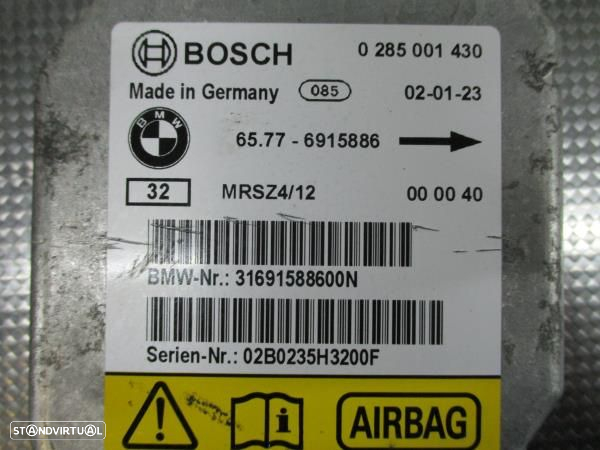 BOSCH 0 285 001 430
Made in Germany 085 02-01-23
BMW 65.77 - 6915886
32 MRSZ4/12 00 00 40
BMW-Nr.: 31691588600N
Serien-Nr.: 02B0235H3200F
! i AIRBAG
STANDVIRTUAL